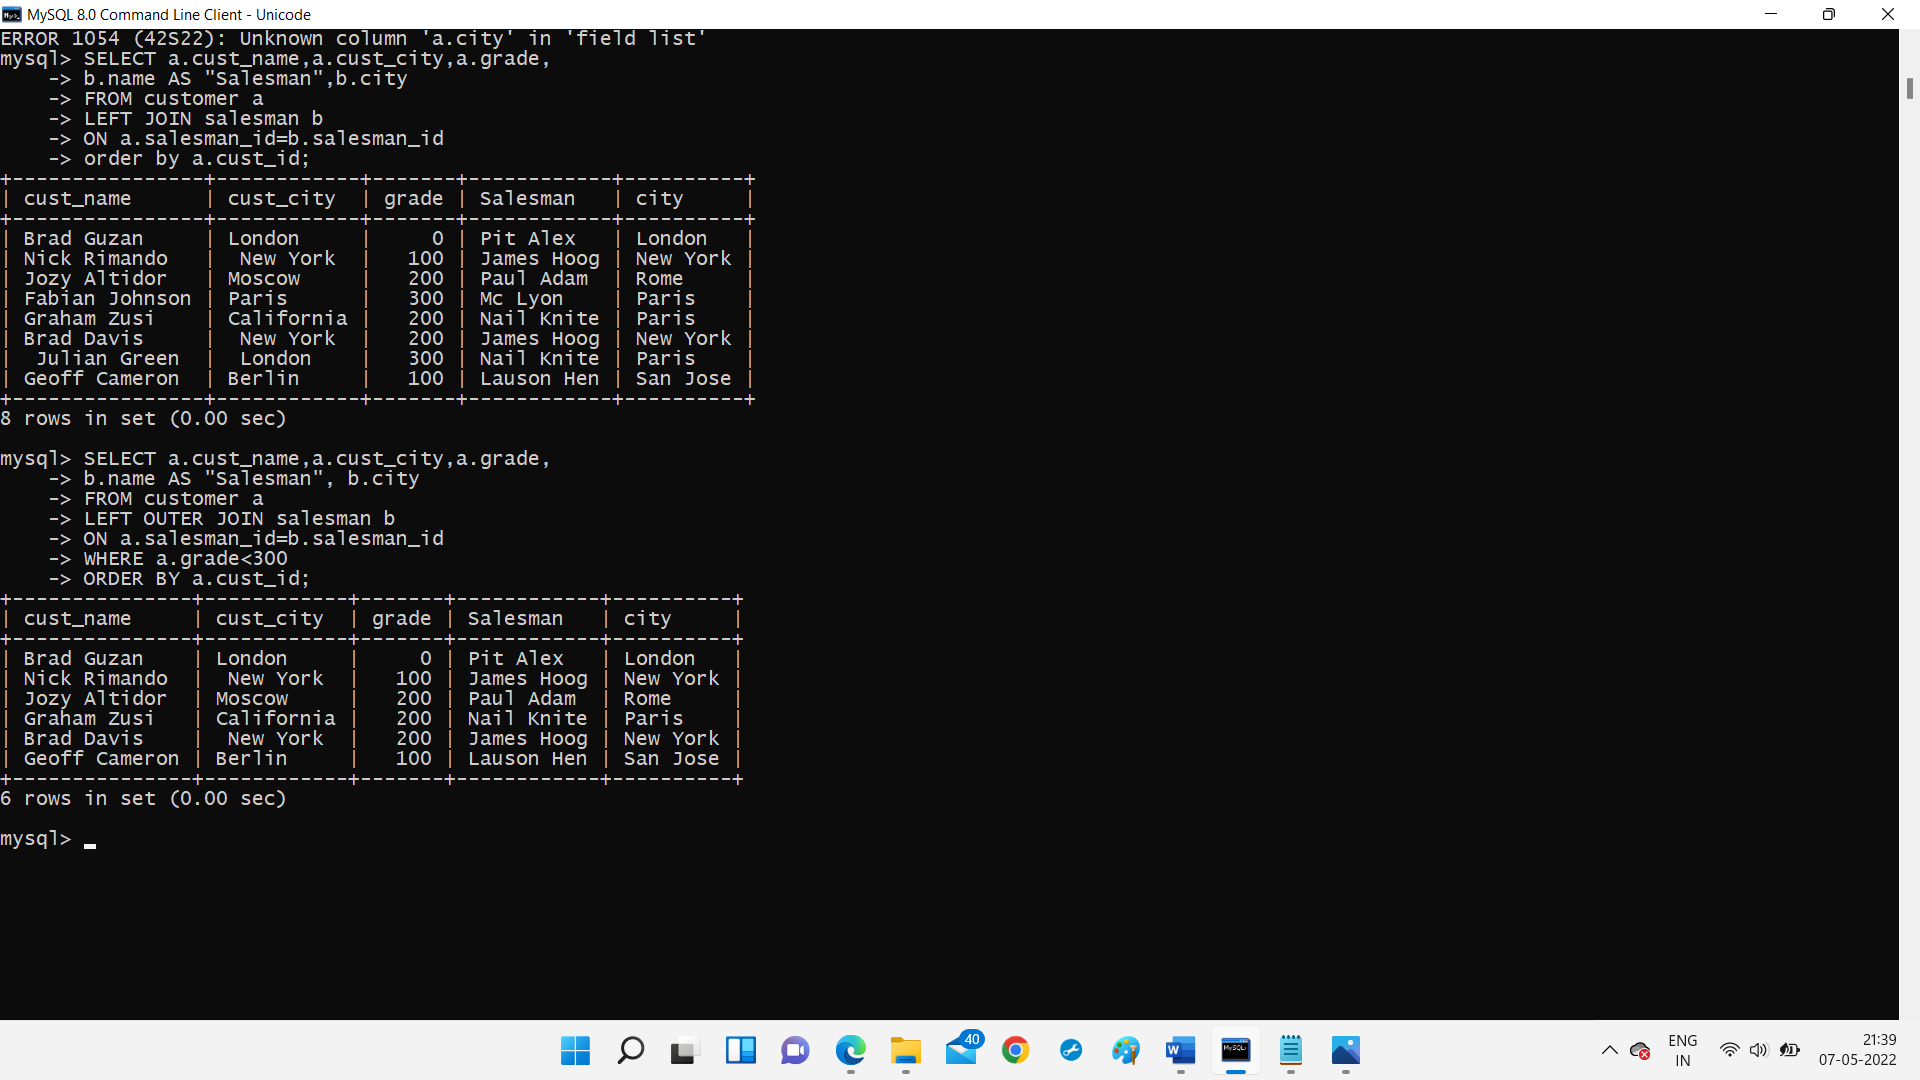 MySQL 8.0 Command Line Client - Unicode
ERROR 1054 (42S22): Unknown column 'a.city' in 'field list'
mysql> SELECT a.cust_name,a.cust_city,a.grade,
    -> b.name AS "Salesman",b.city
    -> FROM customer a
    -> LEFT JOIN salesman b
    -> ON a.salesman_id=b.salesman_id
    -> order by a.cust_id;
+----------------+------------+-------+------------+----------+
| cust_name      | cust_city  | grade | Salesman   | city     |
+----------------+------------+-------+------------+----------+
| Brad Guzan     | London     |     0 | Pit Alex   | London   |
| Nick Rimando   |  New York  |   100 | James Hoog | New York |
| Jozy Altidor   | Moscow     |   200 | Paul Adam  | Rome     |
| Fabian Johnson | Paris      |   300 | Mc Lyon    | Paris    |
| Graham Zusi    | California |   200 | Nail Knite | Paris    |
| Brad Davis     |  New York  |   200 | James Hoog | New York |
|  Julian Green  |  London    |   300 | Nail Knite | Paris    |
| Geoff Cameron  | Berlin     |   100 | Lauson Hen | San Jose |
+----------------+------------+-------+------------+----------+
8 rows in set (0.00 sec)
mysql> SELECT a.cust_name,a.cust_city,a.grade,
    -> b.name AS "Salesman", b.city
    -> FROM customer a
    -> LEFT OUTER JOIN salesman b
    -> ON a.salesman_id=b.salesman_id
    -> WHERE a.grade<300
    -> ORDER BY a.cust_id;
+---------------+------------+-------+------------+----------+
| cust_name     | cust_city  | grade | Salesman   | city     |
+---------------+------------+-------+------------+----------+
| Brad Guzan    | London     |     0 | Pit Alex   | London   |
| Nick Rimando  |  New York  |   100 | James Hoog | New York |
| Jozy Altidor  | Moscow     |   200 | Paul Adam  | Rome     |
| Graham Zusi   | California |   200 | Nail Knite | Paris    |
| Brad Davis    |  New York  |   200 | James Hoog | New York |
| Geoff Cameron | Berlin     |   100 | Lauson Hen | San Jose |
+---------------+------------+-------+------------+----------+
6 rows in set (0.00 sec)
mysql>
40
W
MySQL
ENG
IN
21:39
07-05-2022